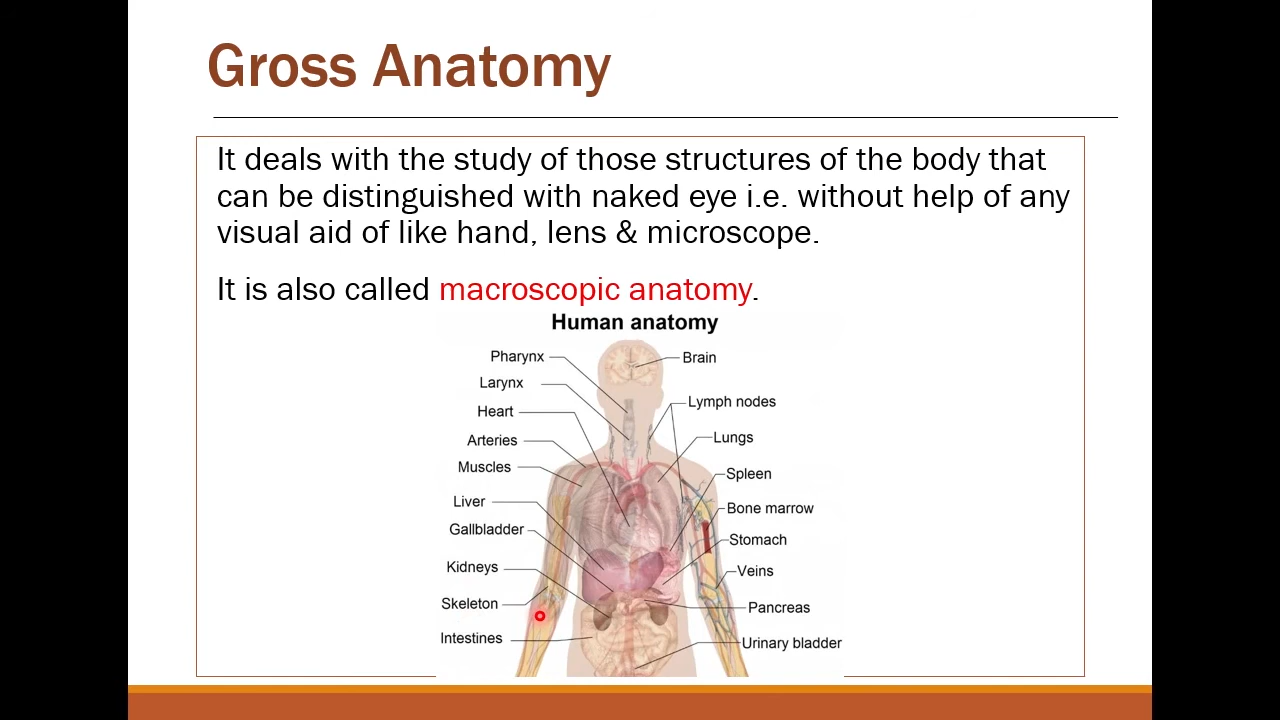 Gross Anatomy
It deals with the study of those structures of the body that
can be distinguished with naked eye i.e. without help of any
visual aid of like hand, lens & microscope.
It is also called macroscopic anatomy.
Human anatomy
Pharynx
Larynx
Heart
Arteries
Muscles
Liver
Gallbladder
Kidneys
Skeleton
Intestines
Brain
Lymph nodes
Lungs
Spleen
Bone marrow
Stomach
Veins
Pancreas
Urinary bladder